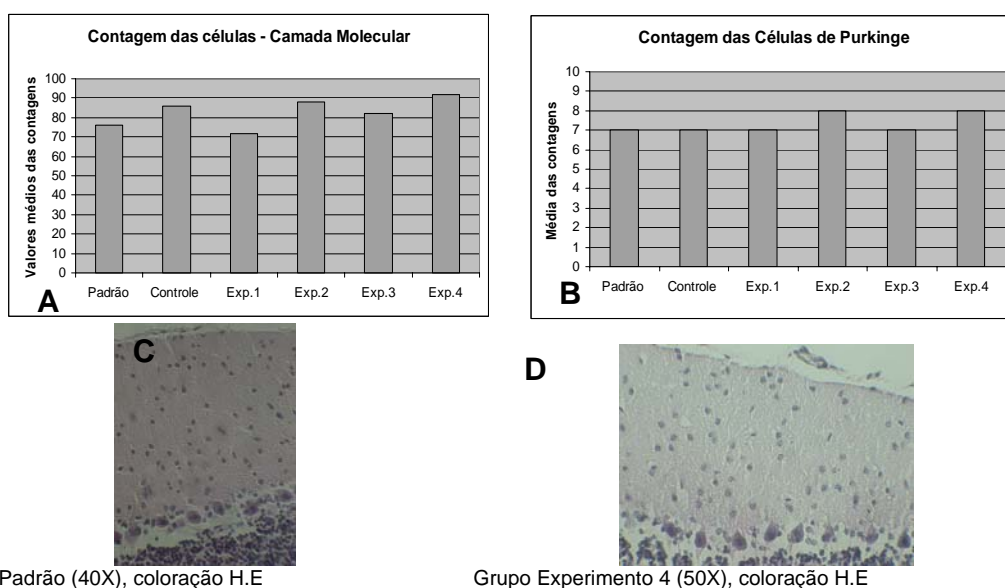 Contagem das células - Camada Molecular
Valores médios das contagens
100
90
80
70
60
50
40
30
20
10
0
Padrão Controle Exp.1 Exp.2 Exp.3 Exp.4
A
Contagem das Células de Purkinge
Média das contagens
10
9
8
7
6
5
4
3
2
1
0
Padrão Controle Exp.1 Exp.2 Exp.3 Exp.4
B
C
D
Padrão (40X), coloração H.E
Grupo Experimento 4 (50X), coloração H.E